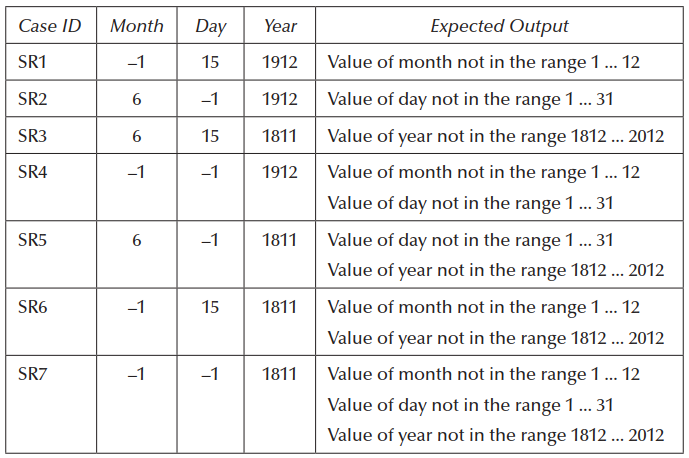 Case ID Month Day Year Expected Output
SR1 –1 15 1912 Value of month not in the range 1 ... 12
SR2 6 –1 1912 Value of day not in the range 1 ... 31
SR3 6 15 1811 Value of year not in the range 1812 ... 2012
SR4 –1 –1 1912 Value of month not in the range 1 ... 12
Value of day not in the range 1 ... 31
SR5 6 –1 1811 Value of day not in the range 1 ... 31
Value of year not in the range 1812 ... 2012
SR6 –1 15 1811 Value of month not in the range 1 ... 12
Value of year not in the range 1812 ... 2012
SR7 –1 –1 1811 Value of month not in the range 1 ... 12
Value of day not in the range 1 ... 31
Value of year not in the range 1812 ... 2012